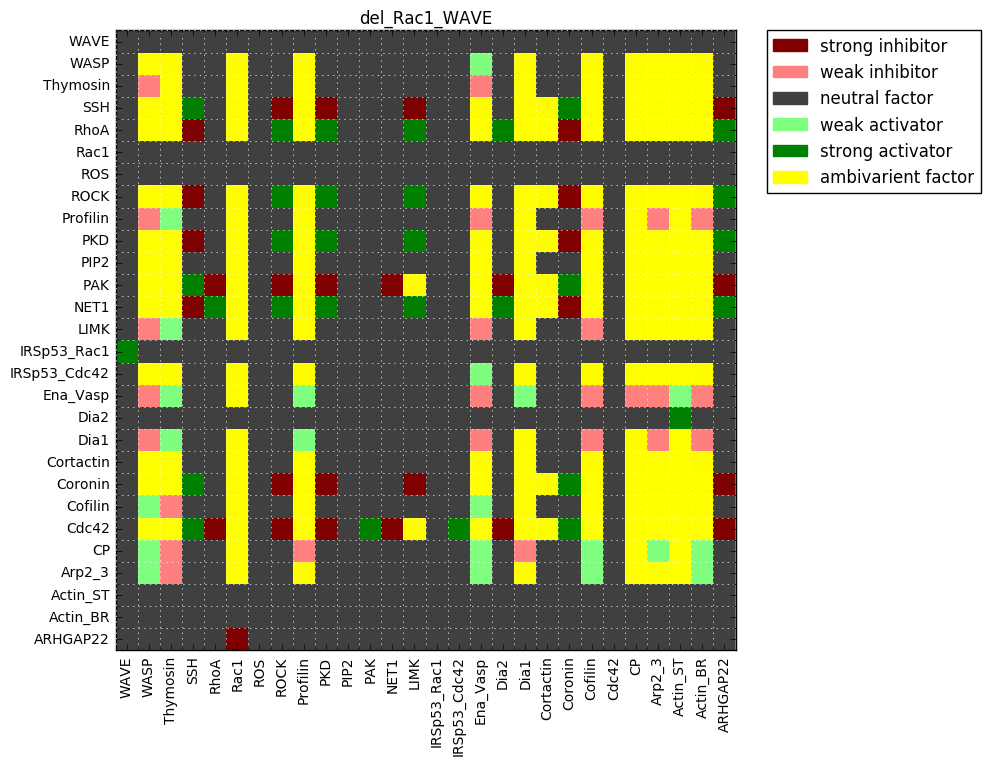 del_Rac1_WAVE
strong inhibitor
weak inhibitor
neutral factor
weak activator
strong activator
ambivarient factor
WAVE
WASP
Thymosin
SSH
RhoA
Rac1
ROS
ROCK
Profilin
PKD
PIP2
PAK
NET1
LIMK
IRSp53_Rac1
IRSp53_Cdc42
Ena_Vasp
Dia2
Dia1
Cortactin
Coronin
Cofilin
Cdc42
CP
Arp2_3
Actin_ST
Actin_BR
ARHGAP22
WAVE
WASP
Thymosin
SSH
RhoA
Rac1
ROS
ROCK
Profilin
PKD
PIP2
PAK
NET1
LIMK
IRSp53_Rac1
IRSp53_Cdc42
Ena_Vasp
Dia2
Dia1
Cortactin
Coronin
Cofilin
Cdc42
CP
Arp2_3
Actin_ST
Actin_BR
ARHGAP22